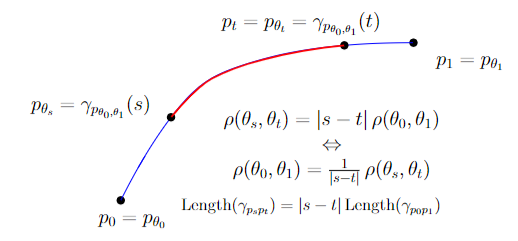 p_t = p_{θ_t} = γ_{p_{θ_0,θ_1}}(t)
p_1 = p_{θ_1}
p_{θ_s} = γ_{p_{θ_0,θ_1}}(s)
ρ(θ_s, θ_t) = |s − t| ρ(θ_0, θ_1)
⇔
ρ(θ_0, θ_1) = \frac{1}{|s−t|} ρ(θ_s, θ_t)
Length(γ_{p_s p_t}) = |s − t| Length(γ_{p_0 p_1})
p_0 = p_{θ_0}